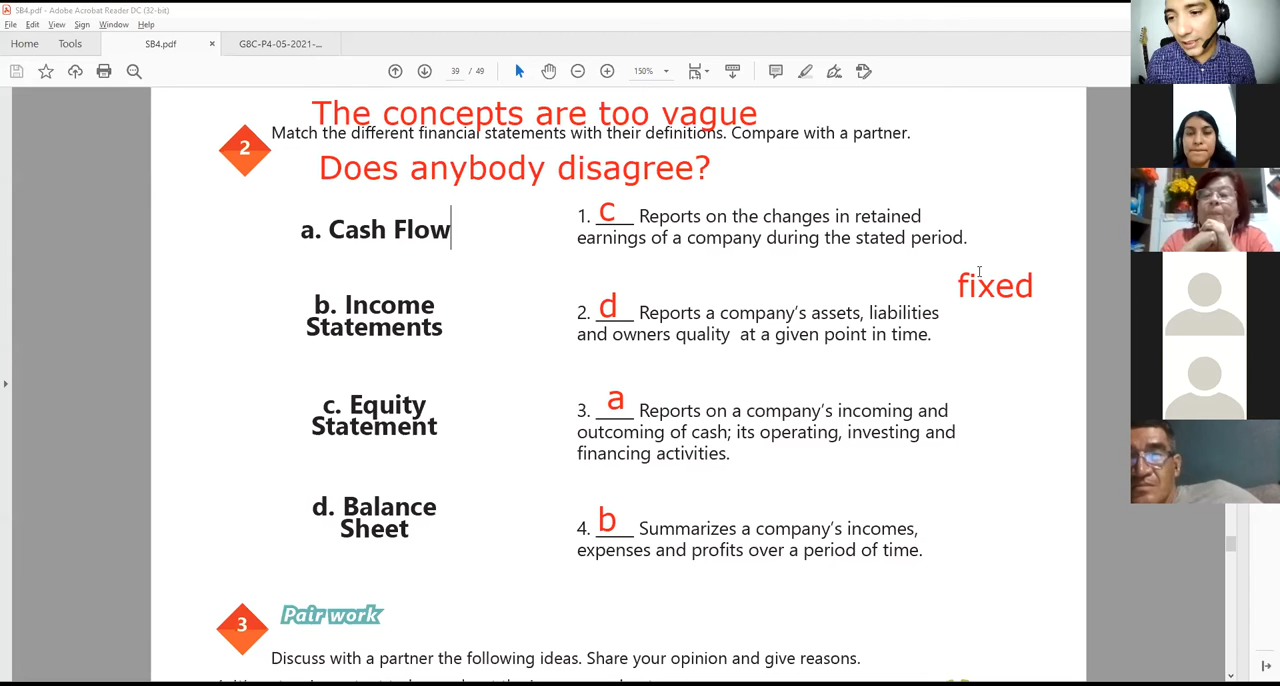 SB4.pdf - Adobe Acrobat Reader DC (32-bit)
File Edit View Sign Window Help
Home Tools SB4.pdf × G8C-P4-05-2021-...
39 / 49 150%
The concepts are too vague
2 Match the different financial statements with their definitions. Compare with a partner.
Does anybody disagree?
a. Cash Flow
1. c Reports on the changes in retained
earnings of a company during the stated period.
fixed
b. Income
Statements
2. d Reports a company's assets, liabilities
and owners quality at a given point in time.
c. Equity
Statement
3. a Reports on a company's incoming and
outcoming of cash; its operating, investing and
financing activities.
d. Balance
Sheet
4. b Summarizes a company's incomes,
expenses and profits over a period of time.
3 Pair work
Discuss with a partner the following ideas. Share your opinion and give reasons.